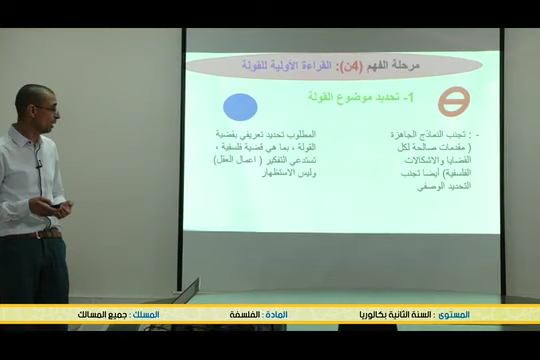 مرحلة الفهم (4ن): القراءة الأولية للقولة
1- تحديد موضوع القولة
- : تجنب النماذج الجاهزة
( مقدمات صالحة لكل
القضايا والاشكالات
الفلسفية) أيضا تجنب
التحديد الوصفي
المطلوب تحديد تعريفي بقضية
القولة ، بما هي قضية فلسفية ،
تستدعي التفكير ( اعمال العقل)
وليس الاستظهار
المستوى : السنة الثانية بكالوريا
المادة : الفلسفة
المسلك : جميع المسالك